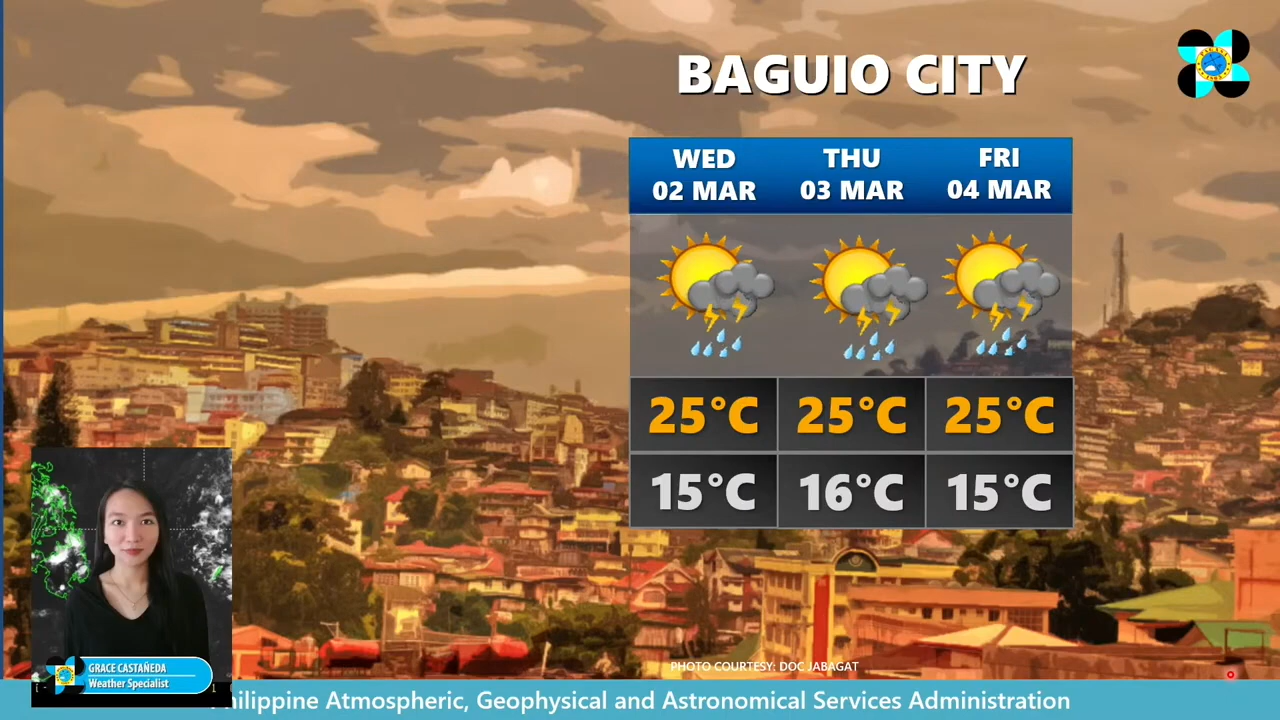 BAGUIO CITY
WED THU FRI
02 MAR 03 MAR 04 MAR
25°C 25°C 25°C
15°C 16°C 15°C
GRACE CASTAÑEDA
Weather Specialist
PHOTO COURTESY: DOC JABAGAT
Philippine Atmospheric, Geophysical and Astronomical Services Administration